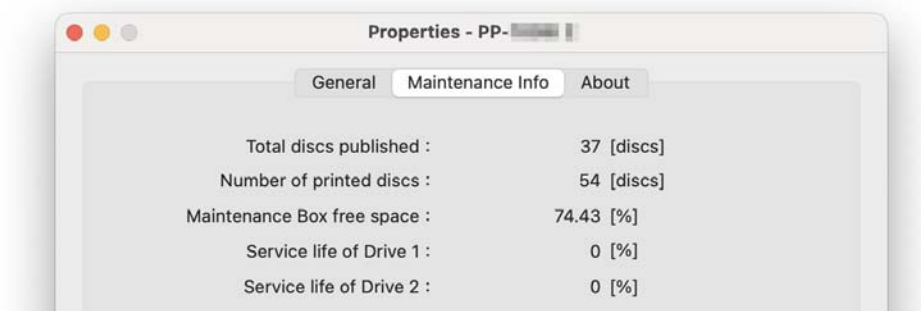 Properties - PP-
General Maintenance Info About
Total discs published : 37 [discs]
Number of printed discs : 54 [discs]
Maintenance Box free space : 74.43 [%]
Service life of Drive 1 : 0 [%]
Service life of Drive 2 : 0 [%]